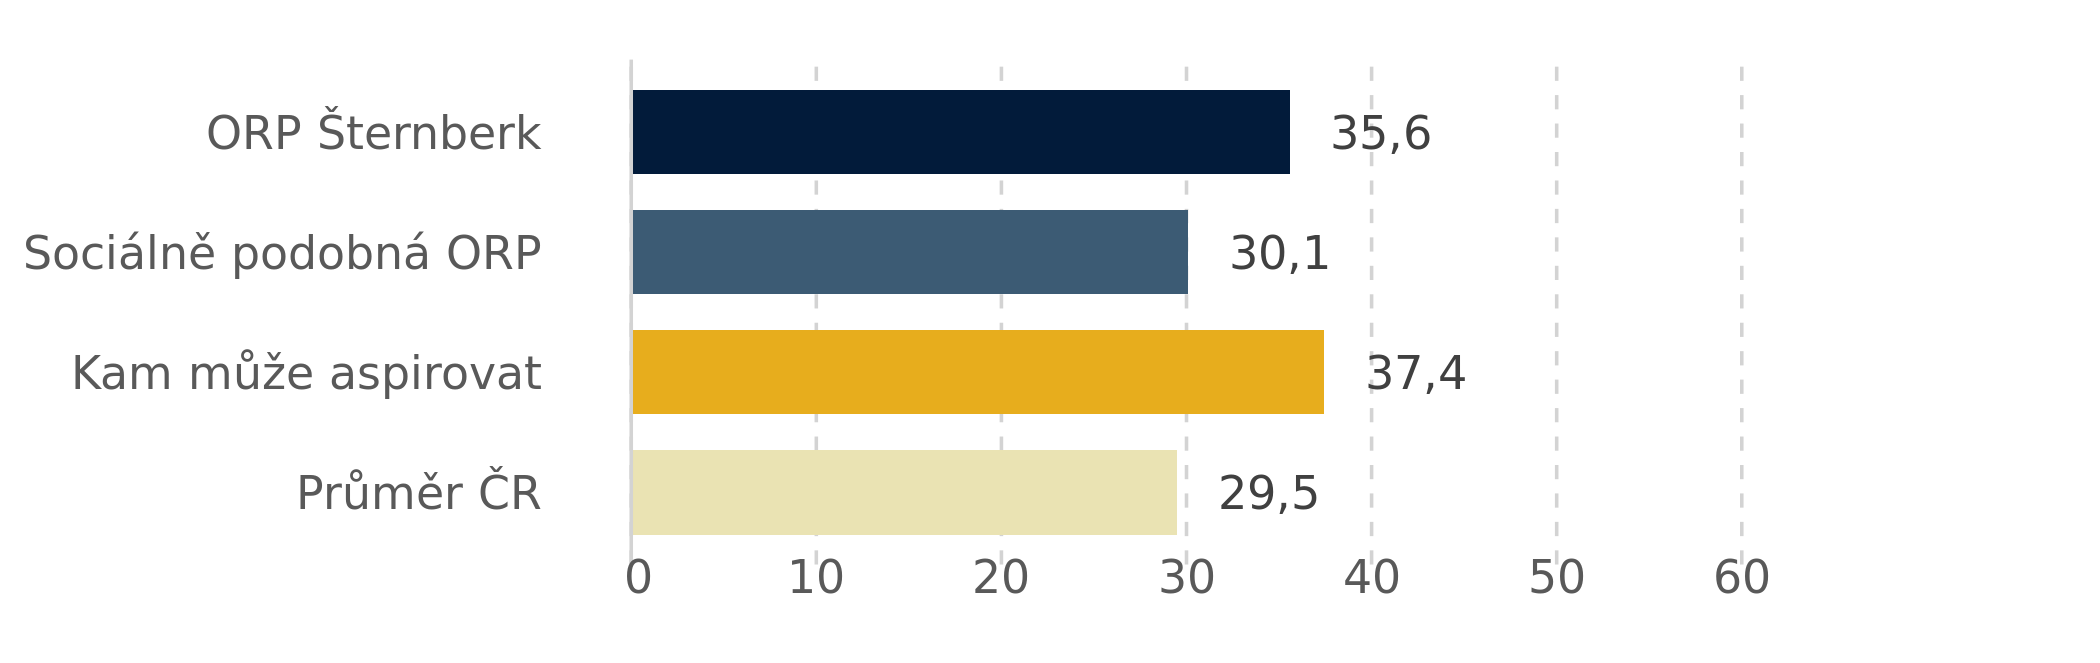 ORP Šternberk 35,6
Sociálně podobná ORP 30,1
Kam může aspirovat 37,4
Průměr ČR 29,5
0 10 20 30 40 50 60